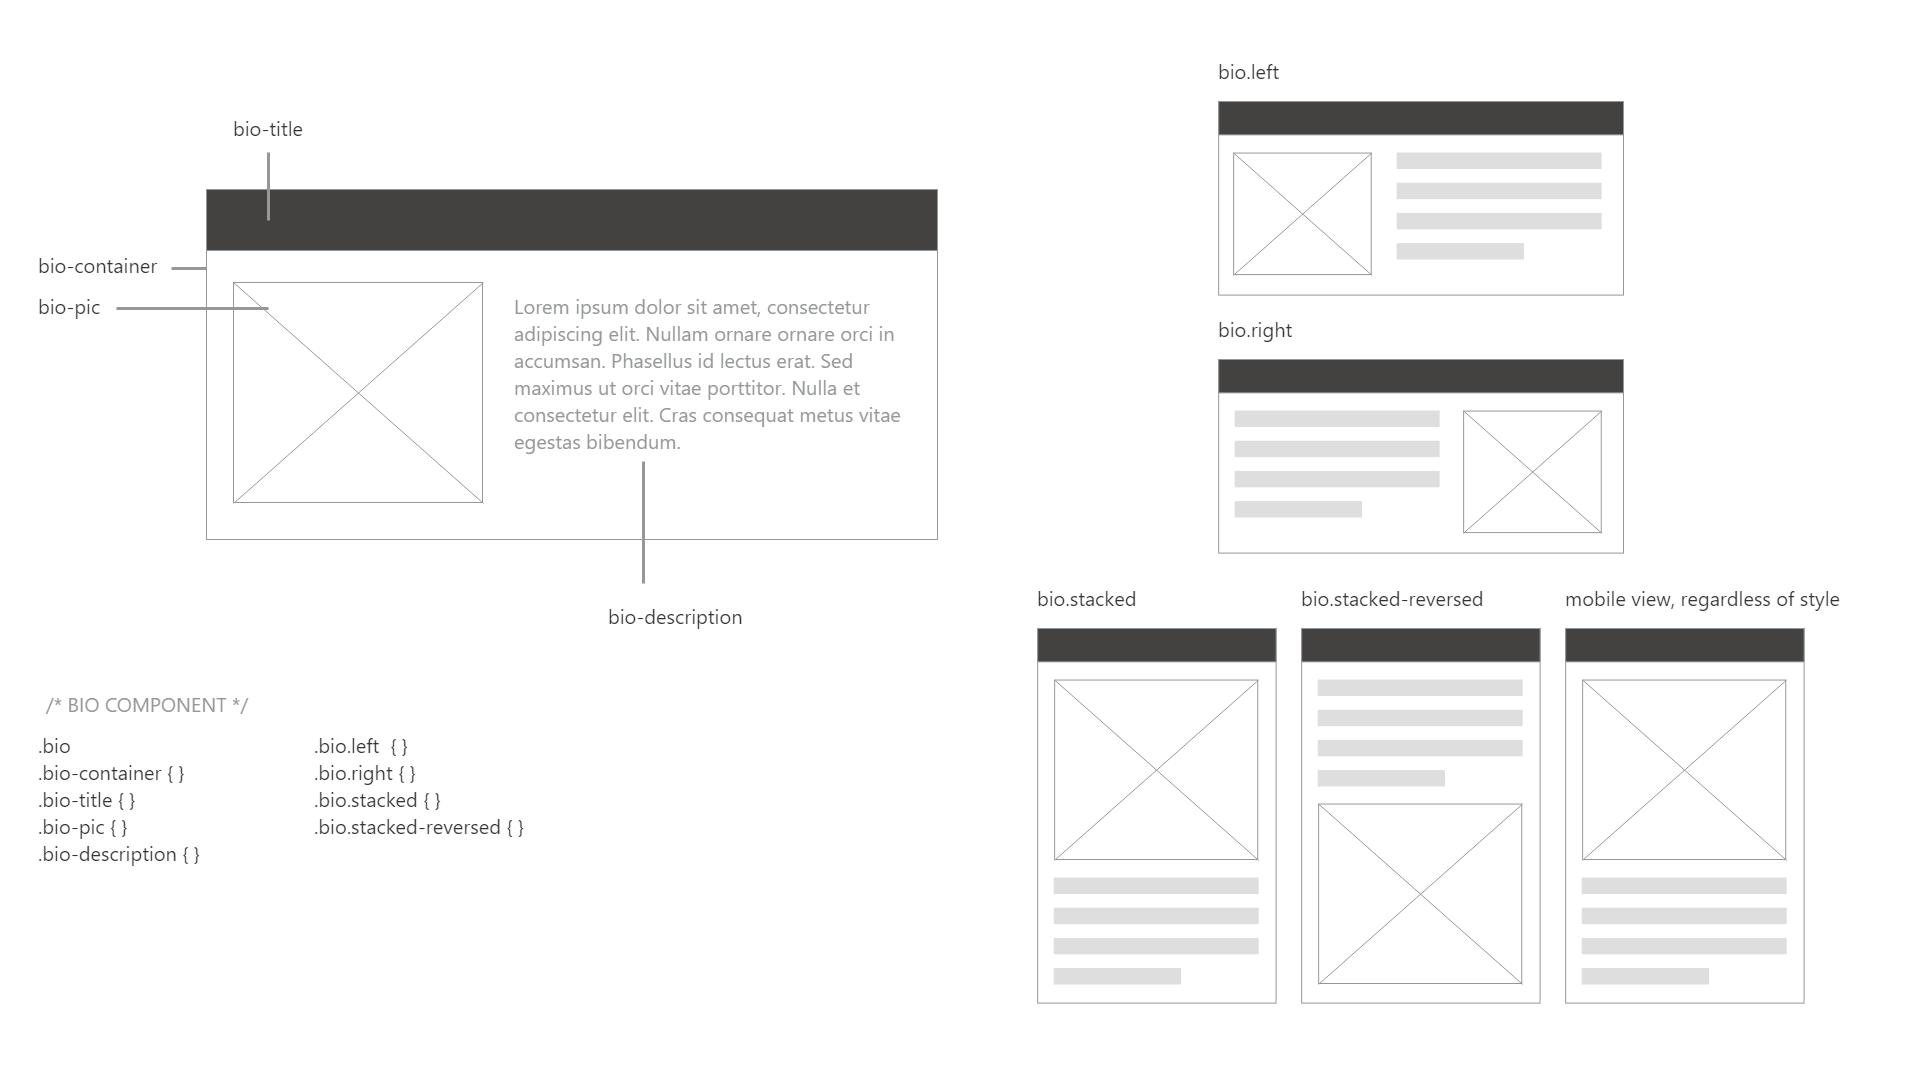 bio-title
bio-container
bio-pic
Lorem ipsum dolor sit amet, consectetur
adipiscing elit. Nullam ornare ornare orci in
accumsan. Phasellus id lectus erat. Sed
maximus ut orci vitae porttitor. Nulla et
consectetur elit. Cras consequat metus vitae
egestas bibendum.
bio-description
/* BIO COMPONENT */
.bio
.bio-container { }
.bio-title { }
.bio-pic { }
.bio-description { }
.bio.left  { }
.bio.right { }
.bio.stacked { }
.bio.stacked-reversed { }
bio.left
bio.right
bio.stacked
bio.stacked-reversed
mobile view, regardless of style